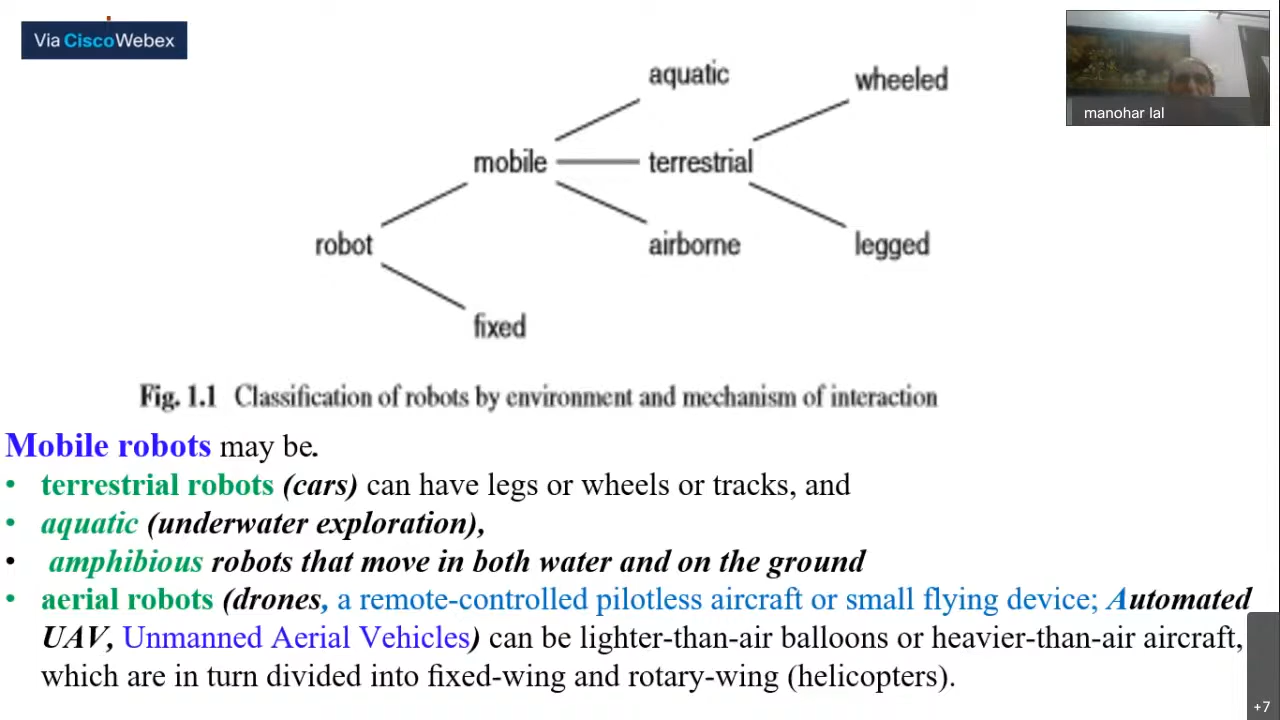 Via Cisco Webex
aquatic
wheeled
manohar lal
mobile
terrestrial
robot
airborne
legged
fixed
Fig. 1.1 Classification of robots by environment and mechanism of interaction
Mobile robots may be.
• terrestrial robots (cars) can have legs or wheels or tracks, and
• aquatic (underwater exploration),
• amphibious robots that move in both water and on the ground
• aerial robots (drones, a remote-controlled pilotless aircraft or small flying device; Automated
UAV, Unmanned Aerial Vehicles) can be lighter-than-air balloons or heavier-than-air aircraft,
which are in turn divided into fixed-wing and rotary-wing (helicopters).
+7